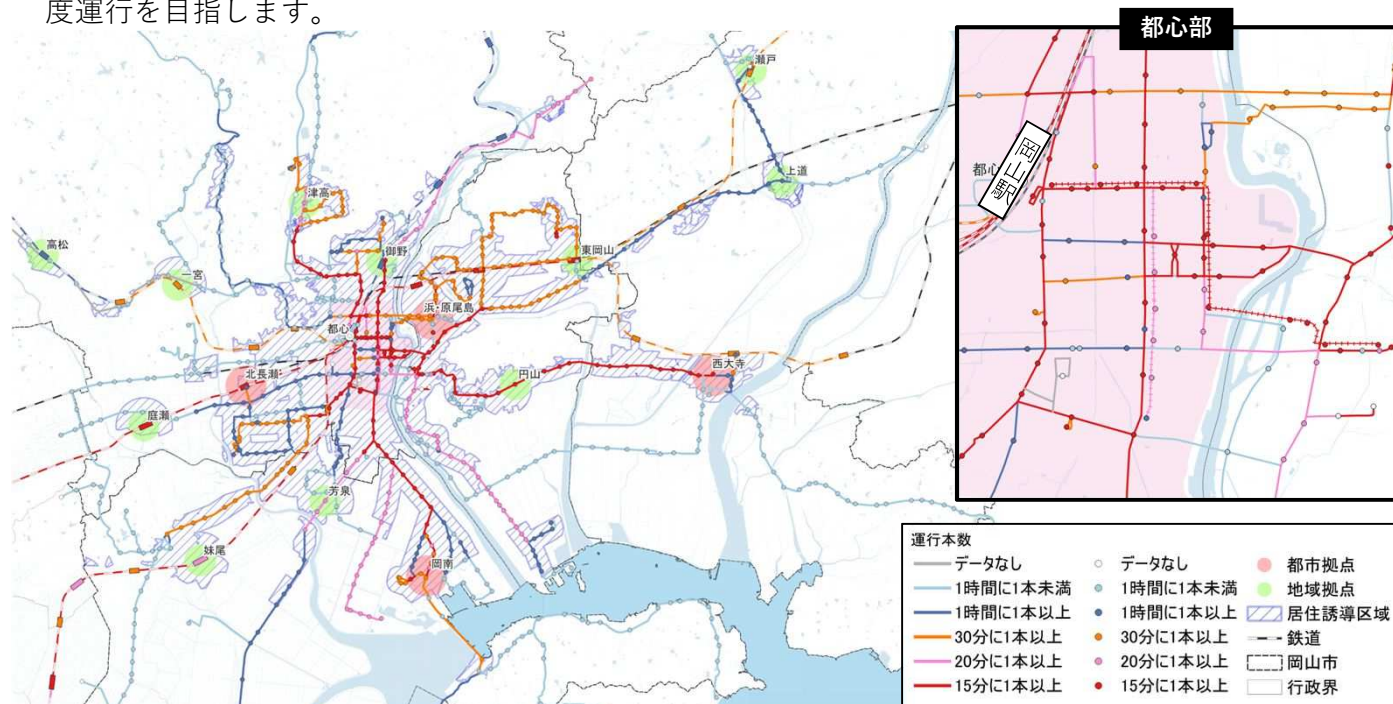 度運行を目指します。
都心部
瀬戸
上道
津高
高松
一宮
御野
東岡山
浜・原尾島
都心
北長瀬
円山
西大寺
庭瀬
芳泉
妹尾
岡南
都心
岡山駅
運行本数
データなし
1時間に1本未満
1時間に1本以上
30分に1本以上
20分に1本以上
15分に1本以上
データなし
1時間に1本未満
1時間に1本以上
30分に1本以上
20分に1本以上
15分に1本以上
都市拠点
地域拠点
居住誘導区域
鉄道
岡山市
行政界